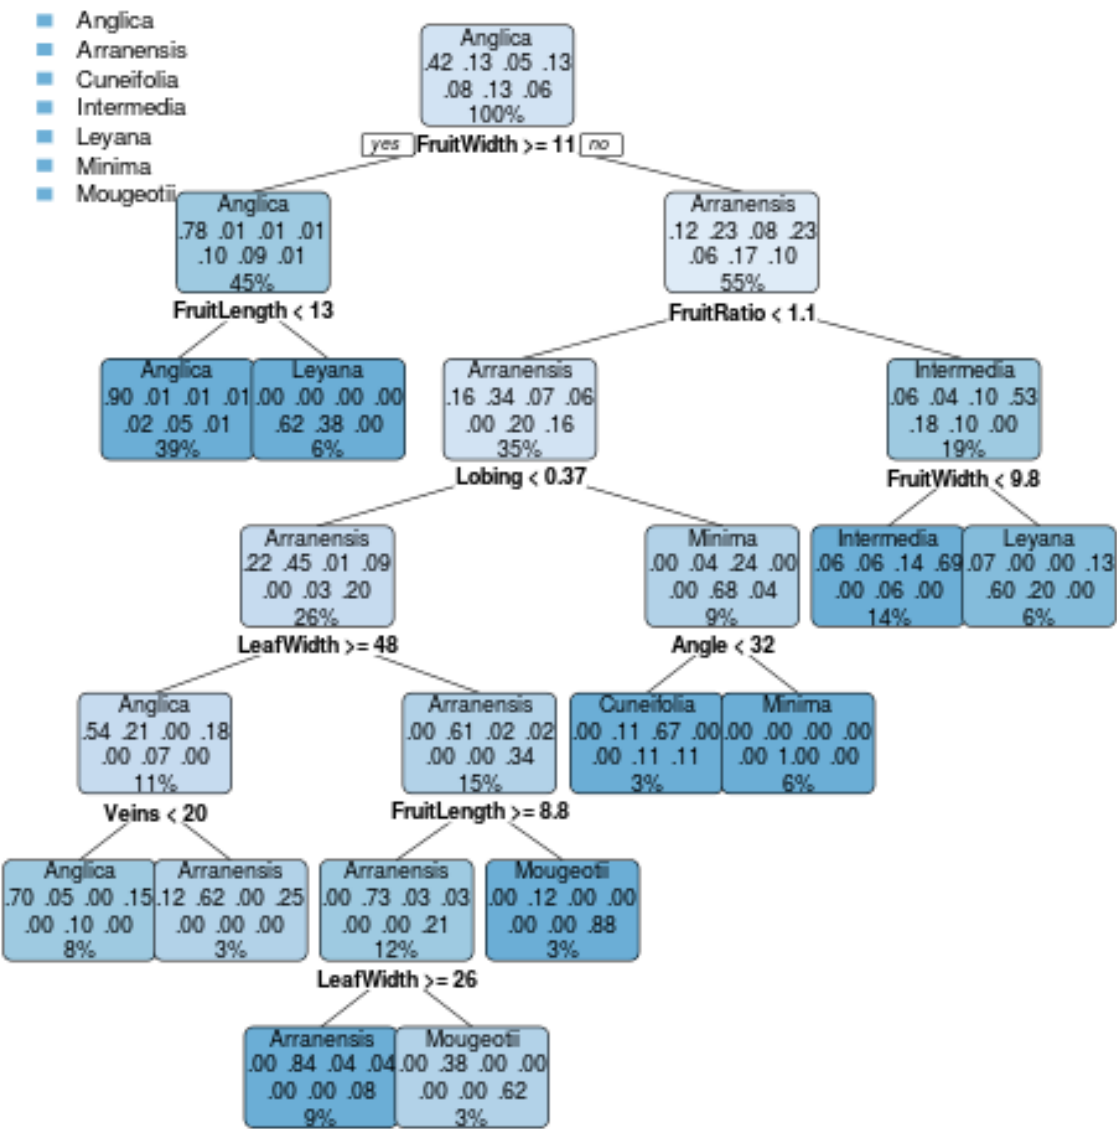 Anglica
Arranensis
Cuneifolia
Intermedia
Leyana
Minima
Mougeotii
Anglica
.42 .13 .05 .13
.08 .13 .06
100%
yes FruitWidth >= 11 no
Anglica
.78 .01 .01 .01
.10 .09 .01
45%
FruitLength < 13
Arranensis
.12 .23 .08 .23
.06 .17 .10
55%
FruitRatio < 1.1
Anglica
.90 .01 .01 .01
.02 .05 .01
39%
Leyana
.00 .00 .00 .00
.62 .38 .00
6%
Arranensis
.16 .34 .07 .06
.00 .20 .16
35%
Lobing < 0.37
Intermedia
.06 .04 .10 .53
.18 .10 .00
19%
FruitWidth < 9.8
Arranensis
.22 .45 .01 .09
.00 .03 .20
26%
LeafWidth >= 48
Minima
.00 .04 .24 .00
.00 .68 .04
9%
Angle < 32
Intermedia
.06 .06 .14 .69
.00 .06 .00
14%
Leyana
.07 .00 .00 .13
.60 .20 .00
6%
Anglica
.54 .21 .00 .18
.00 .07 .00
11%
Veins < 20
Arranensis
.00 .61 .02 .02
.00 .00 .34
15%
FruitLength >= 8.8
Cuneifolia
.00 .11 .67 .00
.00 .11 .11
3%
Minima
.00 .00 .00 .00
.00 1.00 .00
6%
Anglica
.70 .05 .00 .15
.00 .10 .00
8%
Arranensis
.12 .62 .00 .25
.00 .00 .00
3%
Arranensis
.00 .73 .03 .03
.00 .00 .21
12%
LeafWidth >= 26
Mougeotii
.00 .12 .00 .00
.00 .00 .88
3%
Arranensis
.00 .84 .04 .04
.00 .00 .08
9%
Mougeotii
.00 .38 .00 .00
.00 .00 .62
3%